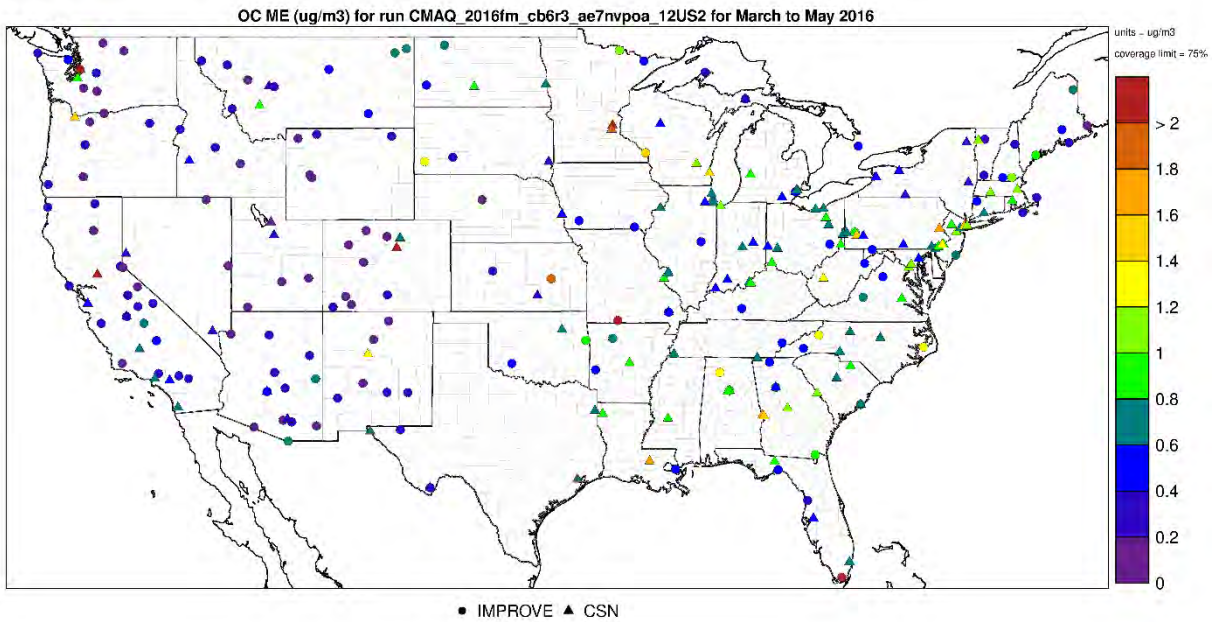 OC ME (ug/m3) for run CMAQ_2016fm_cb6r3_ae7nvpoa_12US2 for March to May 2016
units = ug/m3
coverage limit = 75%
> 2
1.8
1.6
1.4
1.2
1
0.8
0.6
0.4
0.2
0
● IMPROVE ▲ CSN